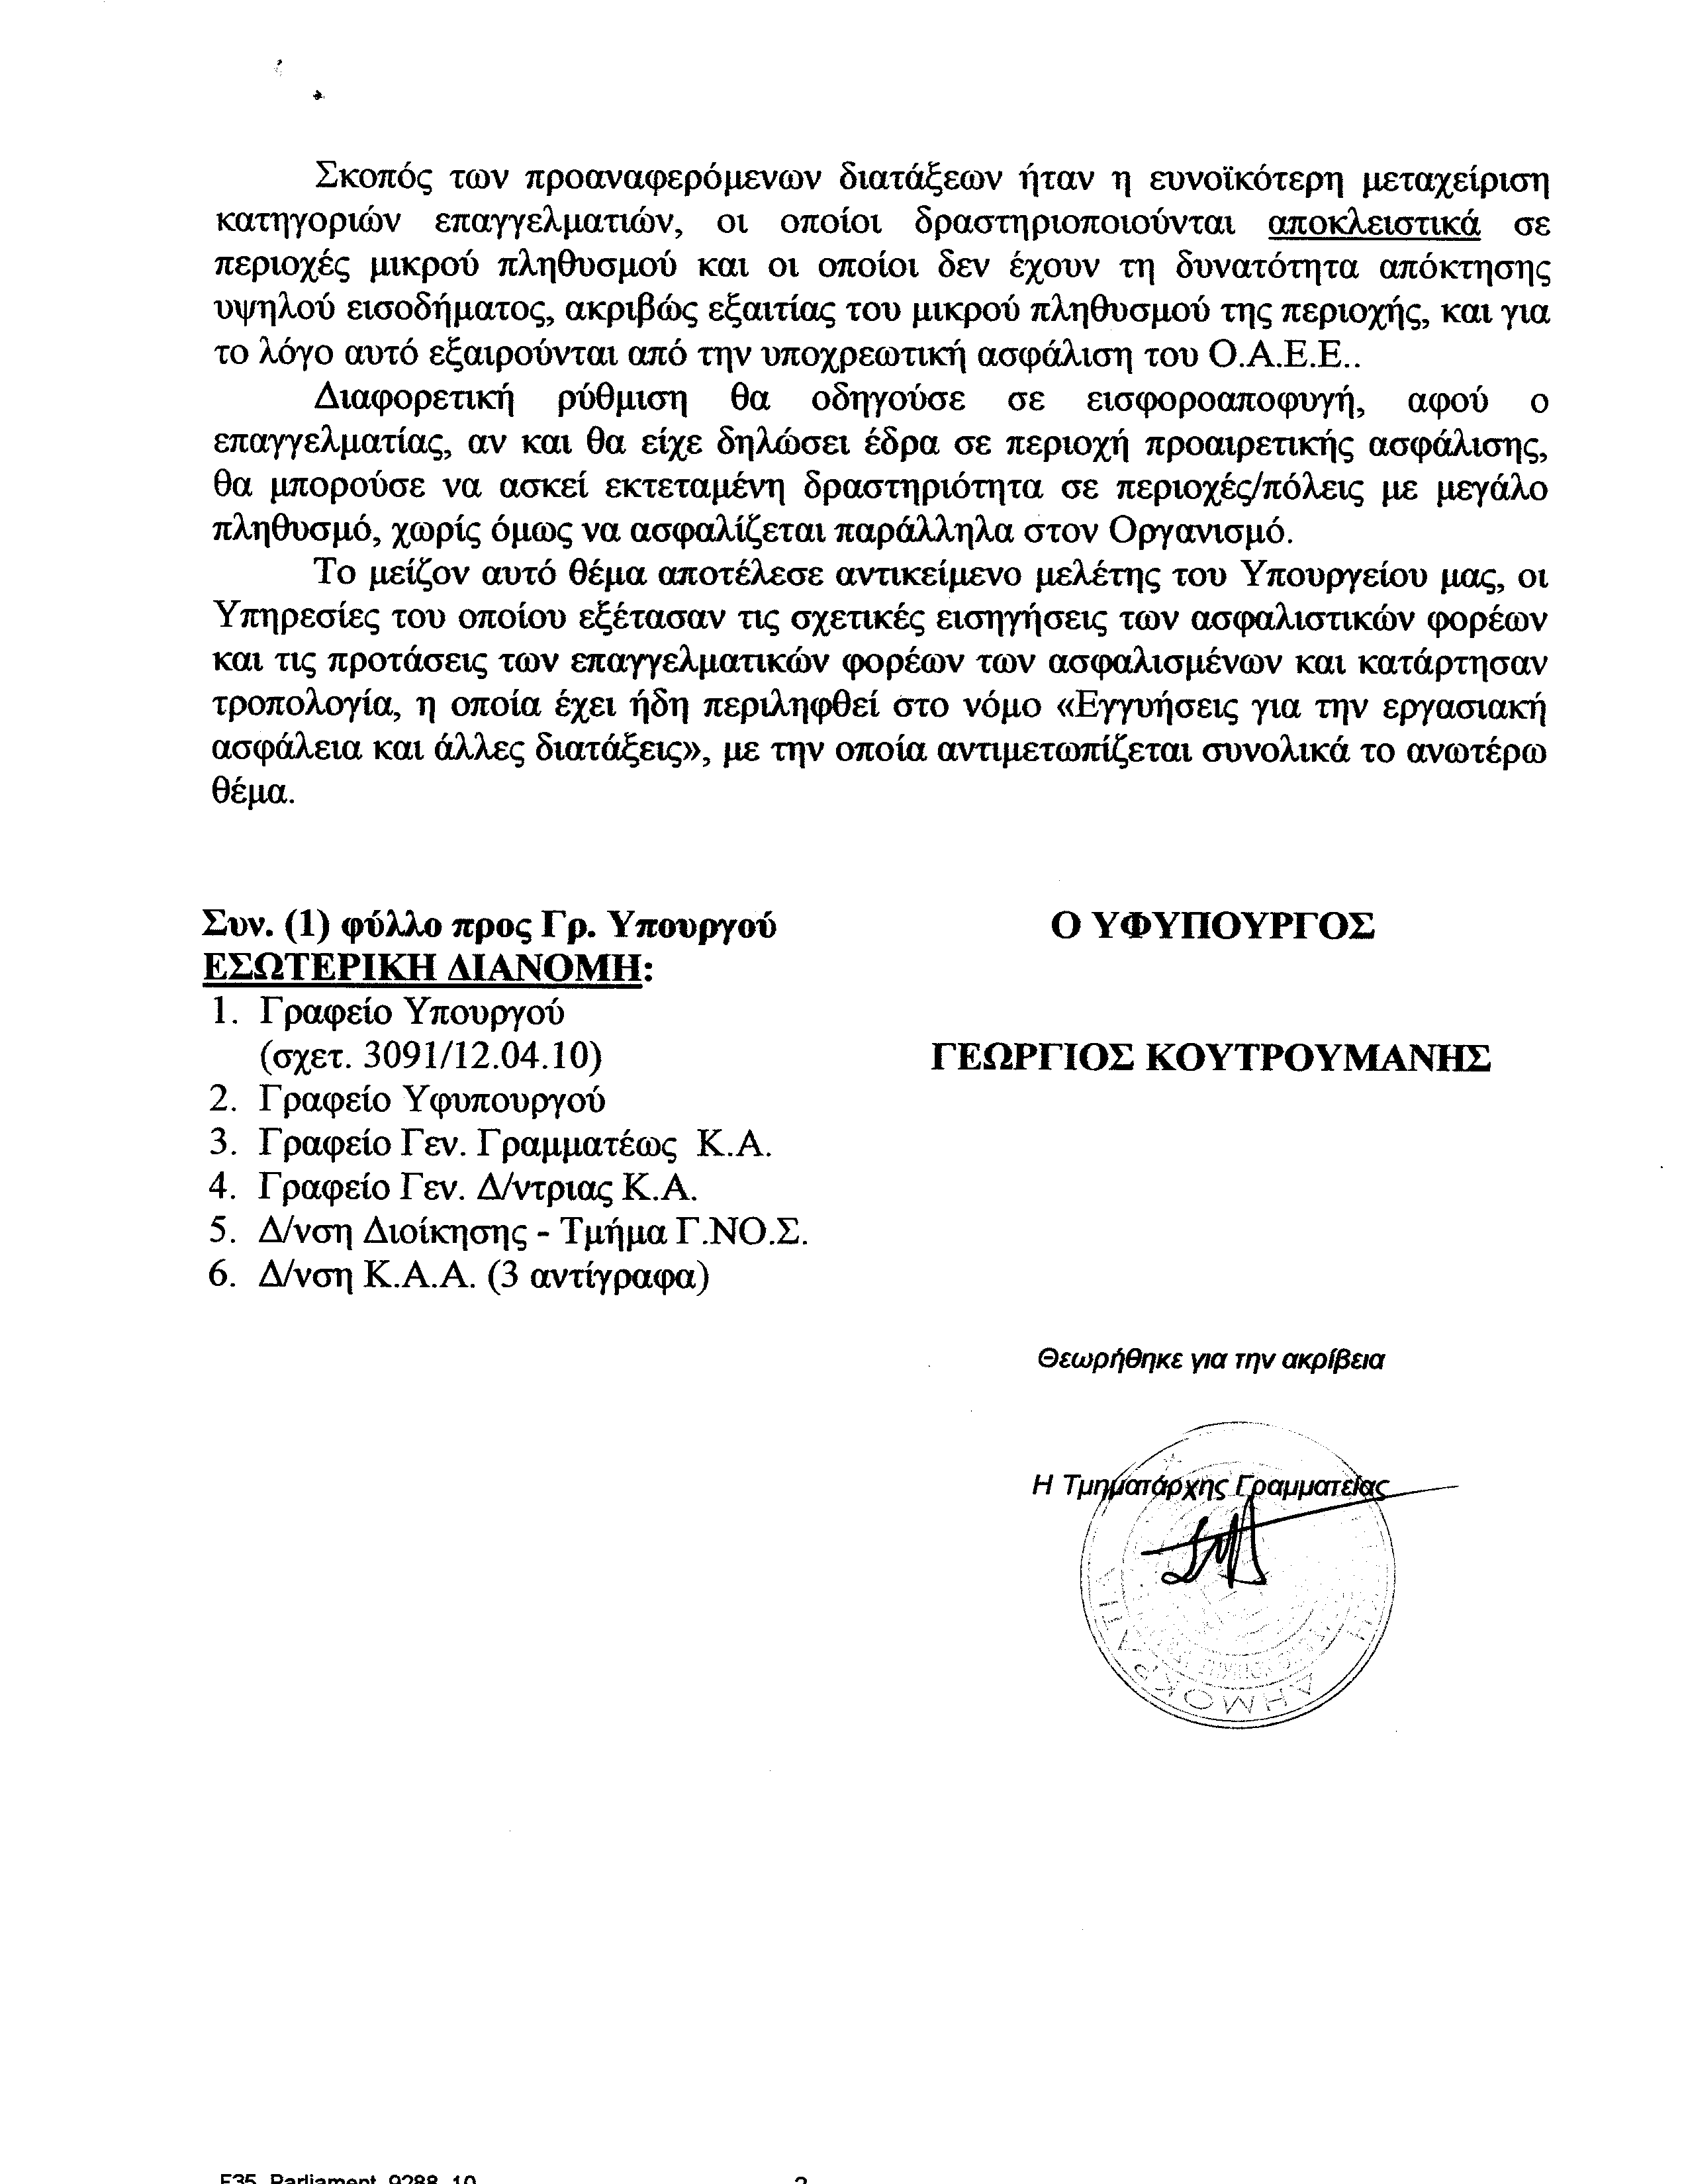 Σκοπός των προαναφερόμενων διατάξεων ήταν η ευνοϊκότερη μεταχείριση
κατηγοριών επαγγελματιών, οι οποίοι δραστηριοποιούνται αποκλειστικά σε
περιοχές μικρού πληθυσμού και οι οποίοι δεν έχουν τη δυνατότητα απόκτησης
υψηλού εισοδήματος, ακριβώς εξαιτίας του μικρού πληθυσμού της περιοχής, και για
το λόγο αυτό εξαιρούνται από την υποχρεωτική ασφάλιση του Ο.Α.Ε.Ε..
Διαφορετική ρύθμιση θα οδηγούσε σε εισφοροαποφυγή, αφού ο
επαγγελματίας, αν και θα είχε δηλώσει έδρα σε περιοχή προαιρετικής ασφάλισης,
θα μπορούσε να ασκεί εκτεταμένη δραστηριότητα σε περιοχές/πόλεις με μεγάλο
πληθυσμό, χωρίς όμως να ασφαλίζεται παράλληλα στον Οργανισμό.
Το μείζον αυτό θέμα αποτέλεσε αντικείμενο μελέτης του Υπουργείου μας, οι
Υπηρεσίες του οποίου εξέτασαν τις σχετικές εισηγήσεις των ασφαλιστικών φορέων
και τις προτάσεις των επαγγελματικών φορέων των ασφαλισμένων και κατάρτησαν
τροπολογία, η οποία έχει ήδη περιληφθεί στο νόμο «Εγγυήσεις για την εργασιακή
ασφάλεια και άλλες διατάξεις», με την οποία αντιμετωπίζεται συνολικά το ανωτέρω
θέμα.
Συν. (1) φύλλο προς Γρ. Υπουργού
ΕΣΩΤΕΡΙΚΗ ΔΙΑΝΟΜΗ:
1. Γραφείο Υπουργού
(σχετ. 3091/12.04.10)
2. Γραφείο Υφυπουργού
3. Γραφείο Γεν. Γραμματέως Κ.Α.
4. Γραφείο Γεν. Δ/ντριας Κ.Α.
5. Δ/νση Διοίκησης - Τμήμα Γ.ΝΟ.Σ.
6. Δ/νση Κ.Α.Α. (3 αντίγραφα)
Ο ΥΦΥΠΟΥΡΓΟΣ
ΓΕΩΡΓΙΟΣ ΚΟΥΤΡΟΥΜΑΝΗΣ
Θεωρήθηκε για την ακρίβεια
Η Τμηματάρχης Γραμματείας
ΔΗΜΟΚΡΑΤΙΑ
F35 Parliament 9288 10
2